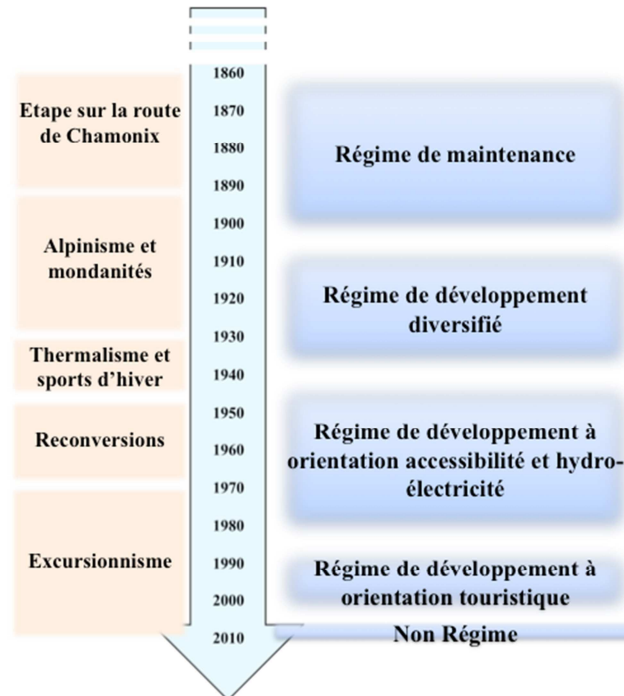 Etape sur la route
de Chamonix
Alpinisme et
mondanités
Thermalisme et
sports d'hiver
Reconversions
Excursionnisme
1860
1870
1880
1890
1900
1910
1920
1930
1940
1950
1960
1970
1980
1990
2000
2010
Régime de maintenance
Régime de développement
diversifié
Régime de développement à
orientation accessibilité et hydro-
électricité
Régime de développement à
orientation touristique
Non Régime